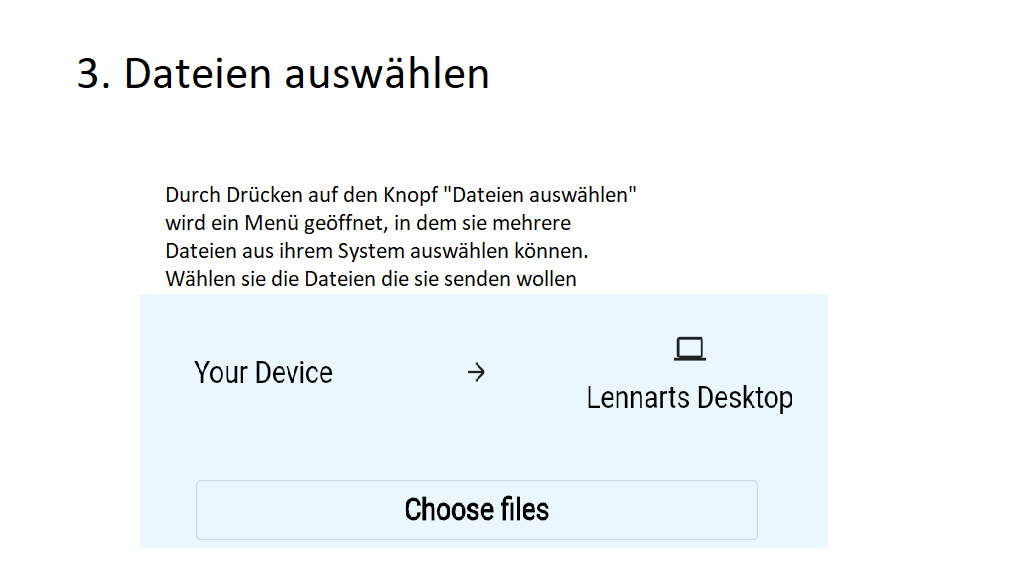 3. Dateien auswählen
Durch Drücken auf den Knopf "Dateien auswählen"
wird ein Menü geöffnet, in dem sie mehrere
Dateien aus ihrem System auswählen können.
Wählen sie die Dateien die sie senden wollen
Your Device
Lennarts Desktop
Choose files